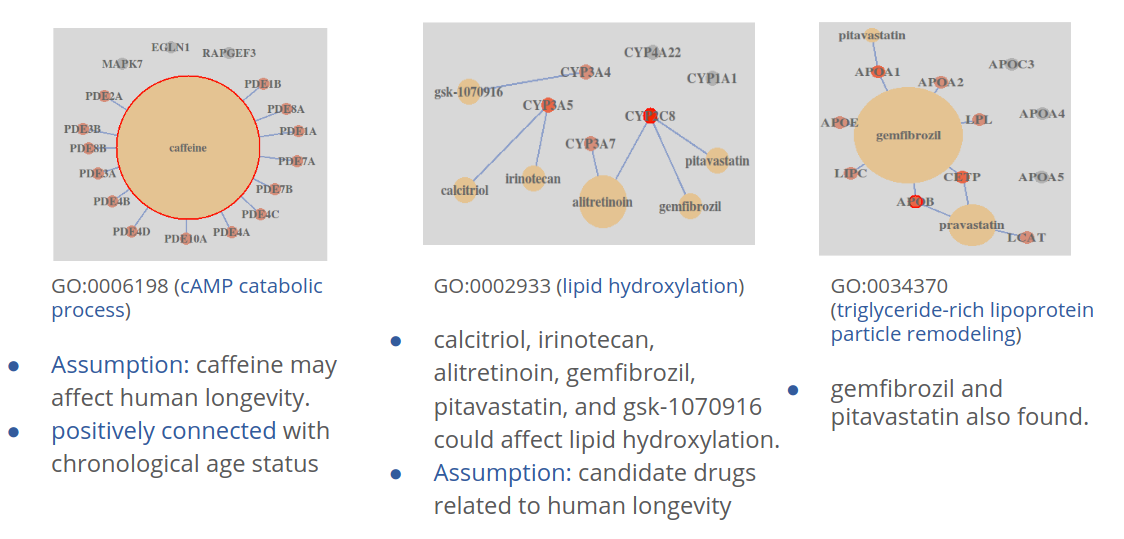 EGLN1
RAPGEF3
MAPK7
PDE1B
PDE2A
PDE8A
PDE3B
PDE1A
PDE8B
caffeine
PDE7A
PDE3A
PDE7B
PDE4B
PDE4C
PDE4D
PDE10A
PDE4A
GO:0006198 (cAMP catabolic
process)
● Assumption: caffeine may
affect human longevity.
● positively connected with
chronological age status
CYP4A22
CYP3A4
CYP1A1
gsk-1070916
CYP3A5
CYP2C8
CYP3A7
pitavastatin
irinotecan
calcitriol
alitretinoin
gemfibrozil
GO:0002933 (lipid hydroxylation)
● calcitriol, irinotecan,
alitretinoin, gemfibrozil,
pitavastatin, and gsk-1070916
could affect lipid hydroxylation.
● Assumption: candidate drugs
related to human longevity
pitavastatin
APOC3
APOA1
APOA2
APOA4
APOE
LPL
gemfibrozil
LIPC
CETP
APOA5
APOB
pravastatin
LCAT
GO:0034370
(triglyceride-rich lipoprotein
particle remodeling)
● gemfibrozil and
pitavastatin also found.